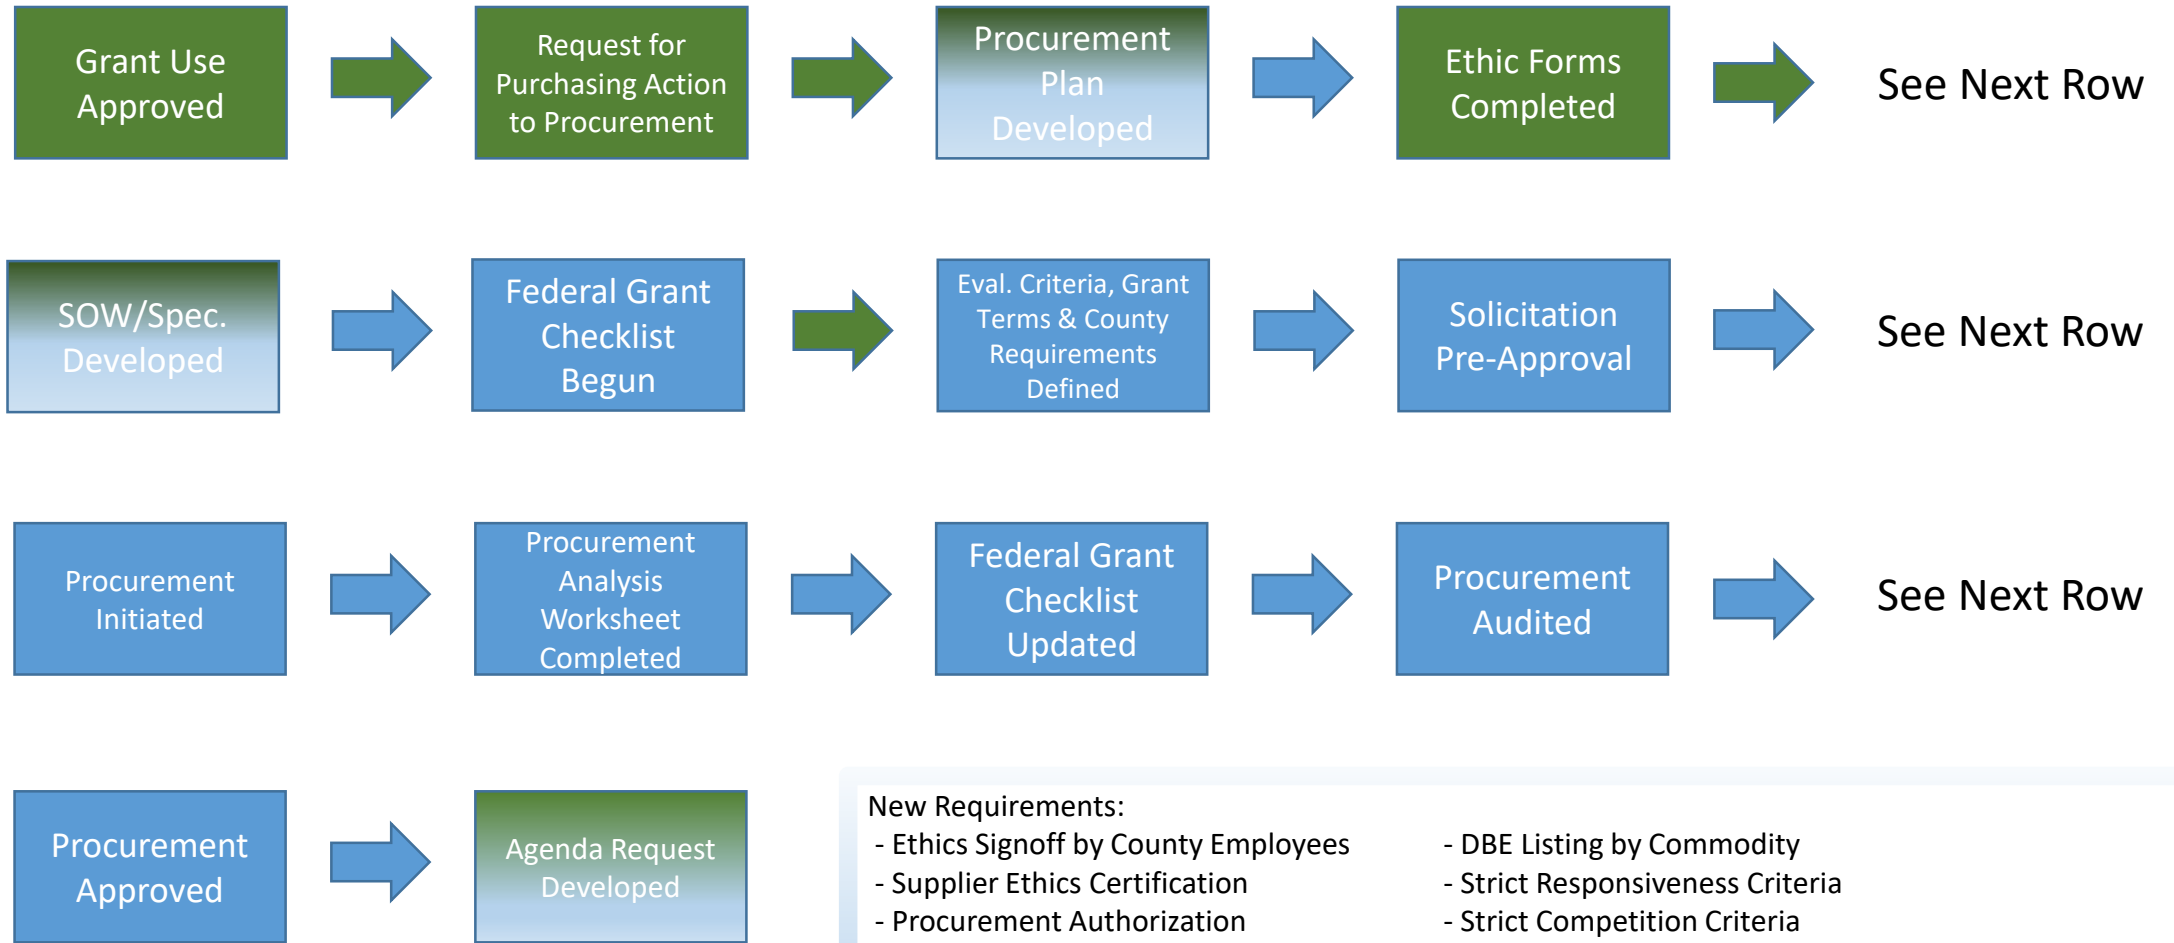 Grant Use
Approved
Request for
Purchasing Action
to Procurement
Procurement
Plan
Developed
Ethic Forms
Completed
See Next Row
SOW/Spec.
Developed
Federal Grant
Checklist
Begun
Eval. Criteria, Grant
Terms & County
Requirements
Defined
Solicitation
Pre-Approval
See Next Row
Procurement
Initiated
Procurement
Analysis
Worksheet
Completed
Federal Grant
Checklist
Updated
Procurement
Audited
See Next Row
Procurement
Approved
Agenda Request
Developed
New Requirements:
- Ethics Signoff by County Employees
- Supplier Ethics Certification
- Procurement Authorization
- DBE Listing by Commodity
- Strict Responsiveness Criteria
- Strict Competition Criteria